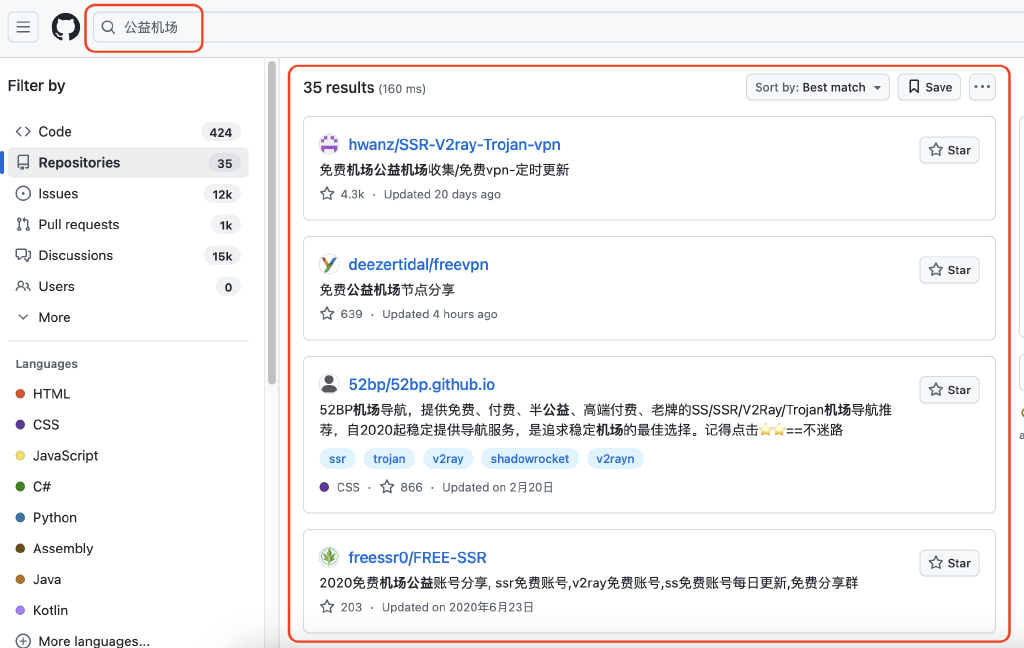 公益机场
Filter by
Code 424
Repositories 35
Issues 12k
Pull requests 1k
Discussions 15k
Users 0
More
Languages
HTML
CSS
JavaScript
C#
Python
Assembly
Java
Kotlin
More languages...
35 results (160 ms)
Sort by: Best match
Save
hwanz/SSR-V2ray-Trojan-vpn
Star
免费机场公益机场收集/免费vpn-定时更新
4.3k · Updated 20 days ago
deezertidal/freevpn
Star
免费公益机场节点分享
639 · Updated 4 hours ago
52bp/52bp.github.io
Star
52BP机场导航，提供免费、付费、半公益、高端付费、老牌的SS/SSR/V2Ray/Trojan机场导航推
荐，自2020起稳定提供导航服务，是追求稳定机场的最佳选择。记得点击⭐⭐==不迷路
ssr trojan v2ray shadowrocket v2rayn
CSS · 866 · Updated on 2月20日
freessr0/FREE-SSR
Star
2020免费机场公益账号分享, ssr免费账号,v2ray免费账号,ss免费账号每日更新,免费分享群
203 · Updated on 2020年6月23日